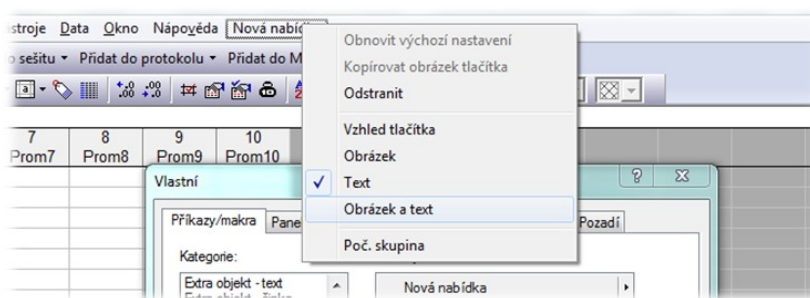 stroje Data Okno Nápověda Nová nabíd
o sešitu Přidat do protokolu Přidat do M
Obnovit výchozí nastavení
Kopírovat obrázek tlačítka
Odstranit
Vzhled tlačítka
Obrázek
Text
Obrázek a text
Poč. skupina
7 8 9 10
Prom7 Prom8 Prom9 Prom10
Vlastní
Příkazy/makra Pane Pozadí
Kategorie:
Extra objekt - text Nová nabídka